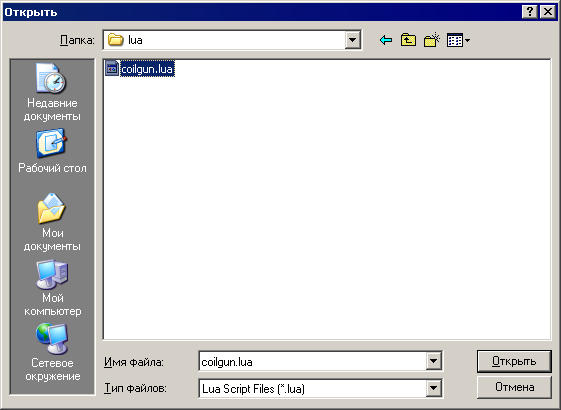 Открыть
Папка:
lua
coilgun.lua
Недавние
документы
Рабочий стол
Мои
документы
Мой
компьютер
Сетевое
окружение
Имя файла:
coilgun.lua
Открыть
Тип файлов:
Lua Script Files (*.lua)
Отмена